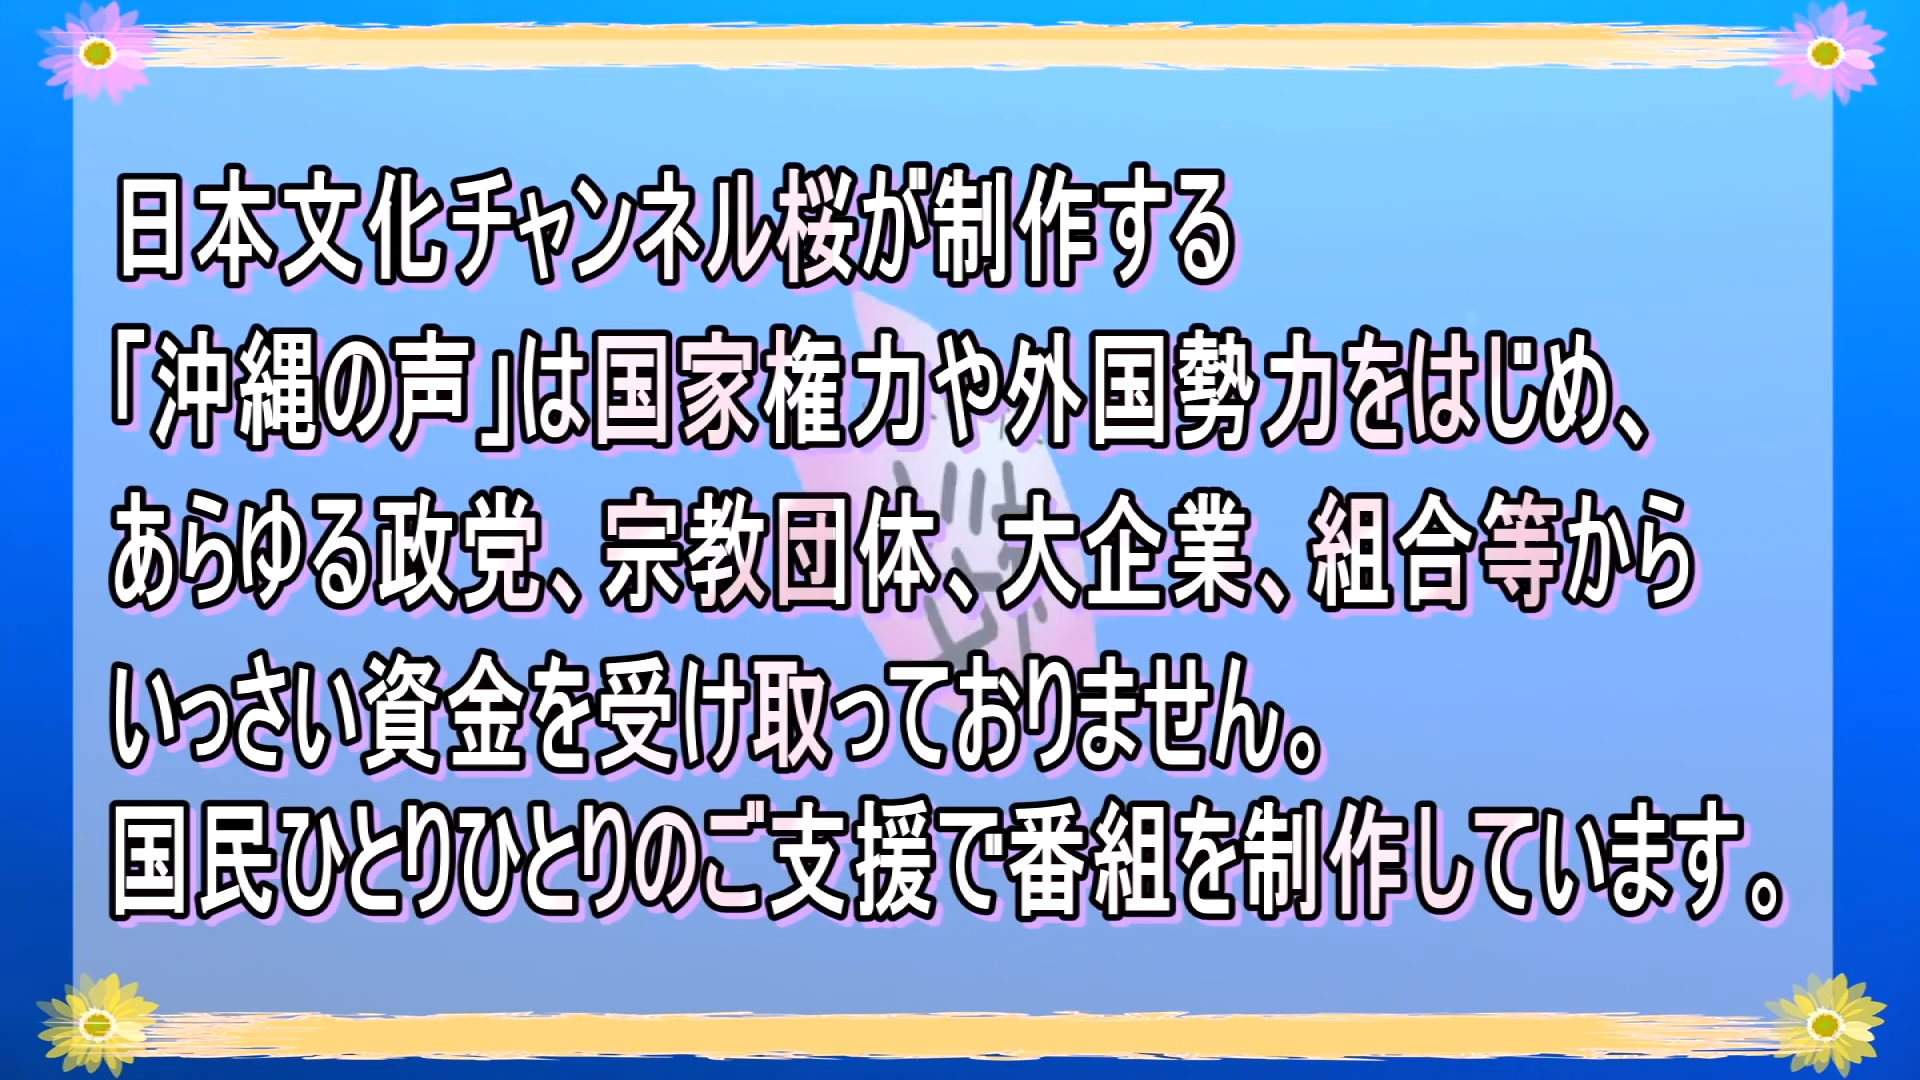 日本文化チャンネル桜が制作する
「沖縄の声」は国家権力や外国勢力をはじめ、
あらゆる政党、宗教団体、大企業、組合等から
いっさい資金を受け取っておりません。
国民ひとりひとりのご支援で番組を制作しています。